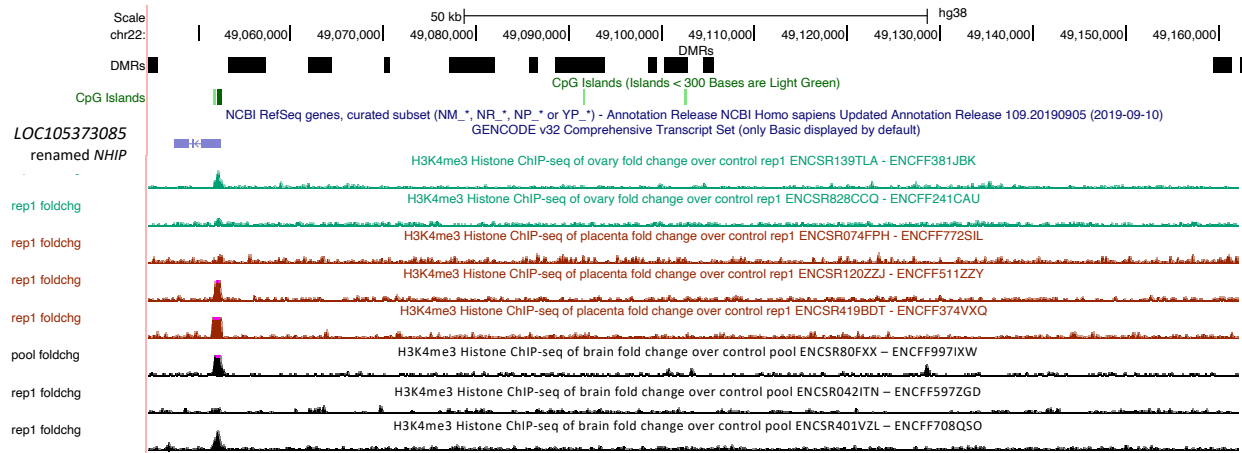 Scale 50 kb hg38
chr22: 49,060,000 49,070,000 49,080,000 49,090,000 49,100,000 49,110,000 49,120,000 49,130,000 49,140,000 49,150,000 49,160,000
DMRs
DMRs
CpG Islands (Islands < 300 Bases are Light Green)
CpG Islands
NCBI RefSeq genes, curated subset (NM_*, NR_*, NP_* or YP_*) - Annotation Release NCBI Homo sapiens Updated Annotation Release 109.20190905 (2019-09-10)
GENCODE v32 Comprehensive Transcript Set (only Basic displayed by default)
LOC105373085
renamed NHIP
H3K4me3 Histone ChIP-seq of ovary fold change over control rep1 ENCSR139TLA - ENCFF381JBK
H3K4me3 Histone ChIP-seq of ovary fold change over control rep1 ENCSR828CCQ - ENCFF241CAU
rep1 foldchg
H3K4me3 Histone ChIP-seq of placenta fold change over control rep1 ENCSR074FPH - ENCFF772SIL
rep1 foldchg
H3K4me3 Histone ChIP-seq of placenta fold change over control rep1 ENCSR120ZZJ - ENCFF511ZZY
rep1 foldchg
H3K4me3 Histone ChIP-seq of placenta fold change over control rep1 ENCSR419BDT - ENCFF374VXQ
rep1 foldchg
H3K4me3 Histone ChIP-seq of brain fold change over control pool ENCSR80FXX – ENCFF997IXW
pool foldchg
H3K4me3 Histone ChIP-seq of brain fold change over control pool ENCSR042ITN – ENCFF597ZGD
rep1 foldchg
H3K4me3 Histone ChIP-seq of brain fold change over control pool ENCSR401VZL – ENCFF708QSO
rep1 foldchg